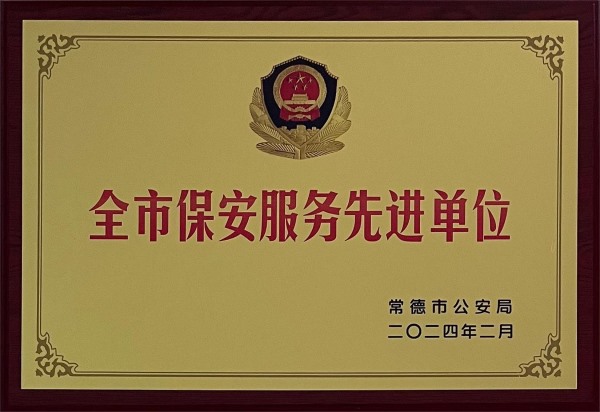 全市保安服务先进单位
常德市公安局
二〇二四年二月